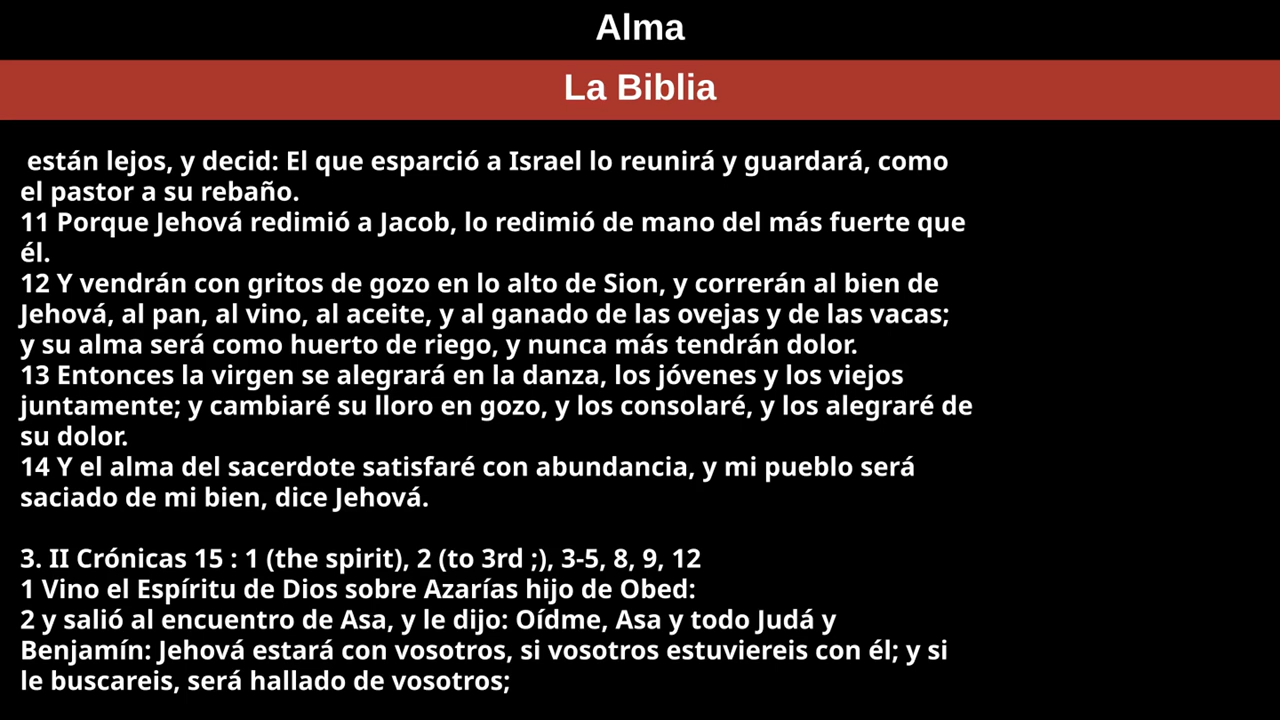 Alma
La Biblia
están lejos, y decid: El que esparció a Israel lo reunirá y guardará, como
el pastor a su rebaño.
11 Porque Jehová redimió a Jacob, lo redimió de mano del más fuerte que
él.
12 Y vendrán con gritos de gozo en lo alto de Sion, y correrán al bien de
Jehová, al pan, al vino, al aceite, y al ganado de las ovejas y de las vacas;
y su alma será como huerto de riego, y nunca más tendrán dolor.
13 Entonces la virgen se alegrará en la danza, los jóvenes y los viejos
juntamente; y cambiaré su lloro en gozo, y los consolaré, y los alegraré de
su dolor.
14 Y el alma del sacerdote satisfaré con abundancia, y mi pueblo será
saciado de mi bien, dice Jehová.
3. II Crónicas 15 : 1 (the spirit), 2 (to 3rd ;), 3-5, 8, 9, 12
1 Vino el Espíritu de Dios sobre Azarías hijo de Obed:
2 y salió al encuentro de Asa, y le dijo: Oídme, Asa y todo Judá y
Benjamín: Jehová estará con vosotros, si vosotros estuviereis con él; y si
le buscareis, será hallado de vosotros;